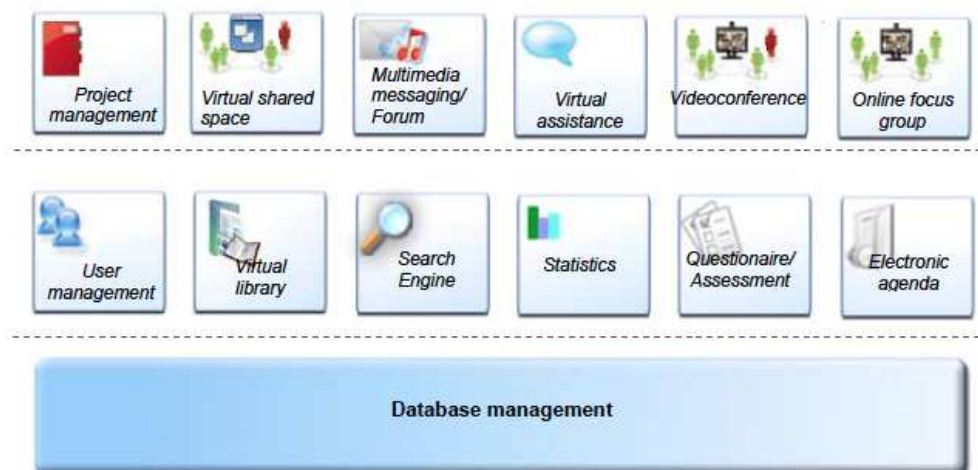 Project
management
Virtual shared
space
Multimedia
messaging/
Forum
Virtual
assistance
Videoconference
Online focus
group
User
management
Virtual
library
Search
Engine
Statistics
Questionaire/
Assessment
Electronic
agenda
Database management